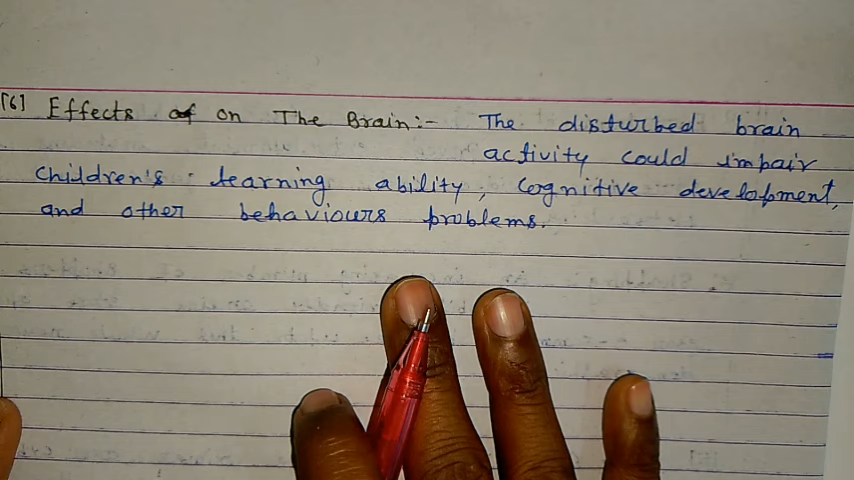 [6] Effects on The Brain:- The disturbed brain
activity could impair
children's learning ability, cognitive development,
and other behaviours problems.